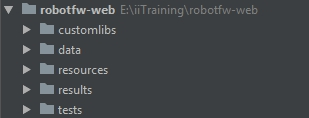 robotfw-web E:\iiTraining\robotfw-web
customlibs
data
resources
results
tests